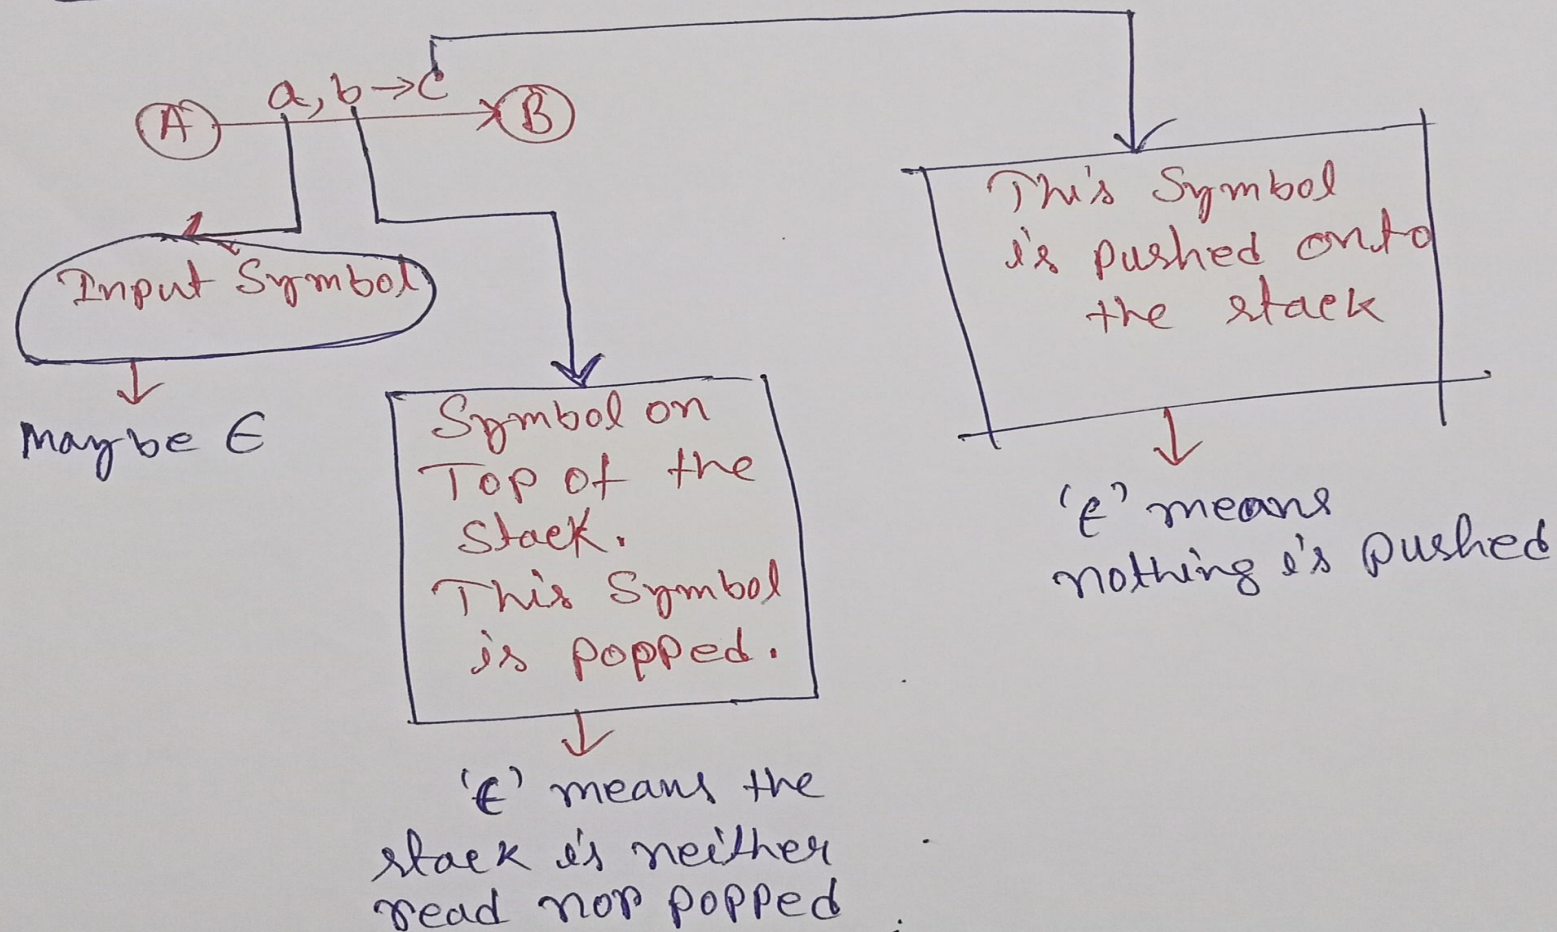 a, b → C
A
B
Input Symbol
Maybe ϵ
Symbol on
Top of the
Stack.
This Symbol
is popped.
'ϵ' means the
stack is neither
read nor popped
This Symbol
is pushed onto
the stack
'ϵ' means
nothing is pushed